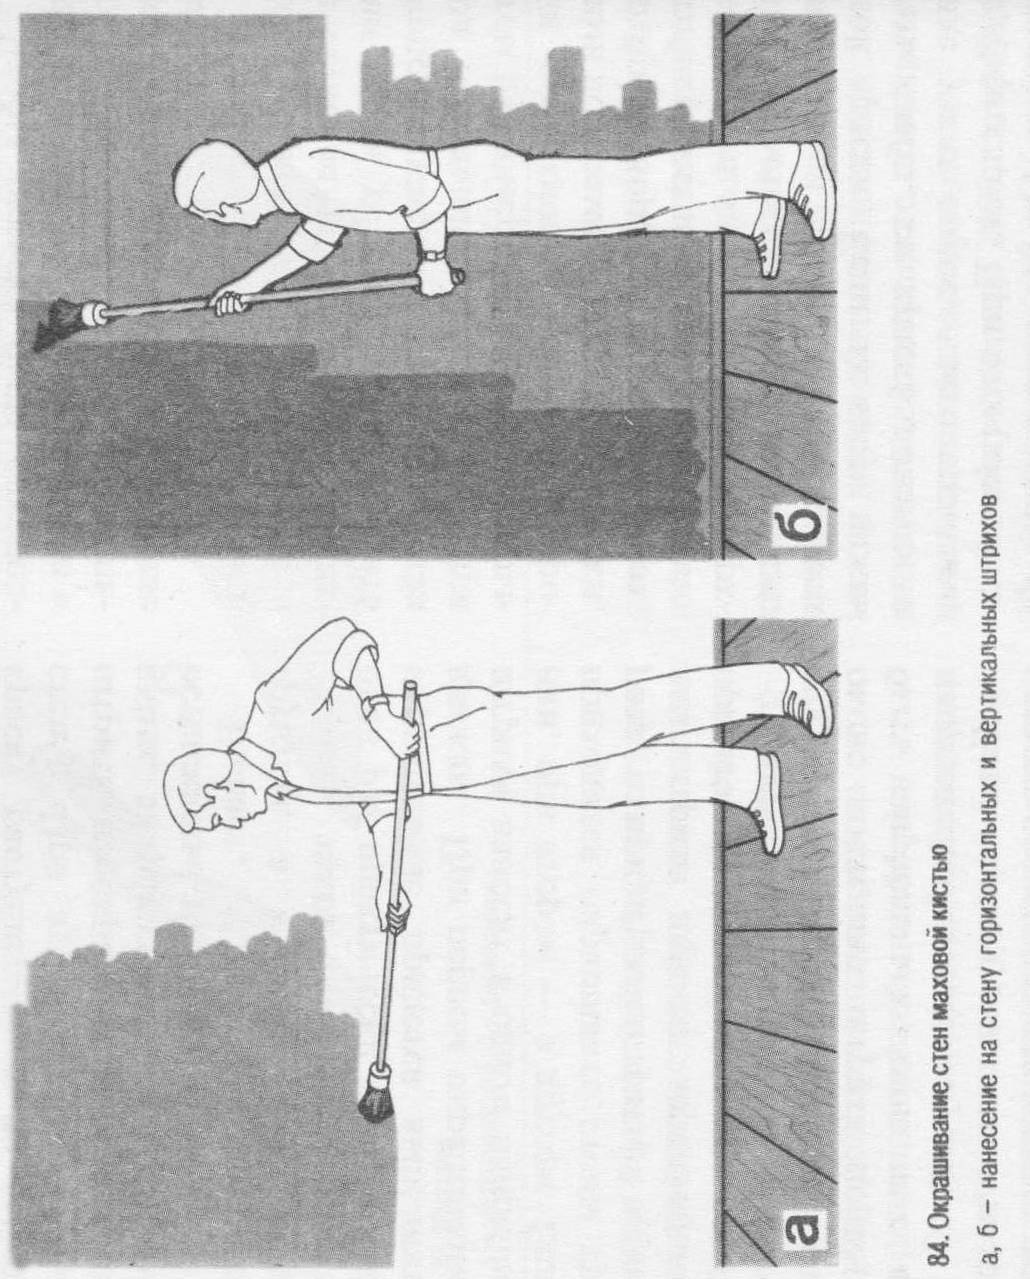 а
б
84. Окрашивание стен маховой кистью
а, б – нанесение на стену горизонтальных и вертикальных штрихов